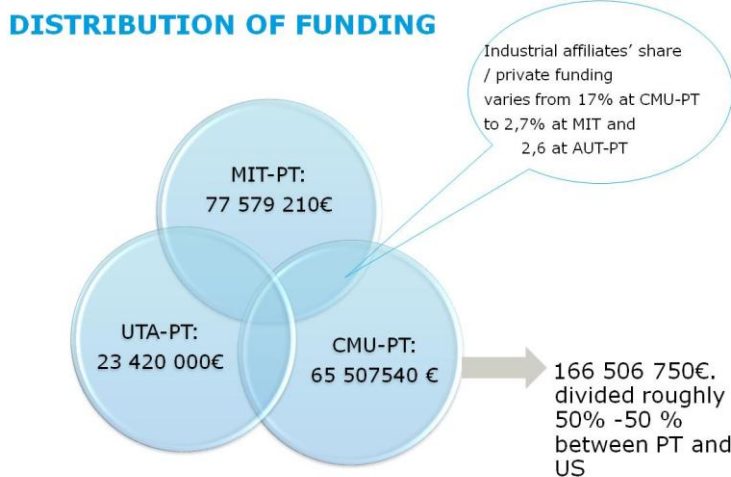 DISTRIBUTION OF FUNDING
Industrial affiliates' share
/ private funding
varies from 17% at CMU-PT
to 2,7% at MIT and
2,6 at AUT-PT
MIT-PT:
77 579 210€
UTA-PT:
23 420 000€
CMU-PT:
65 507540 €
166 506 750€.
divided roughly
50% -50 %
between PT and
US